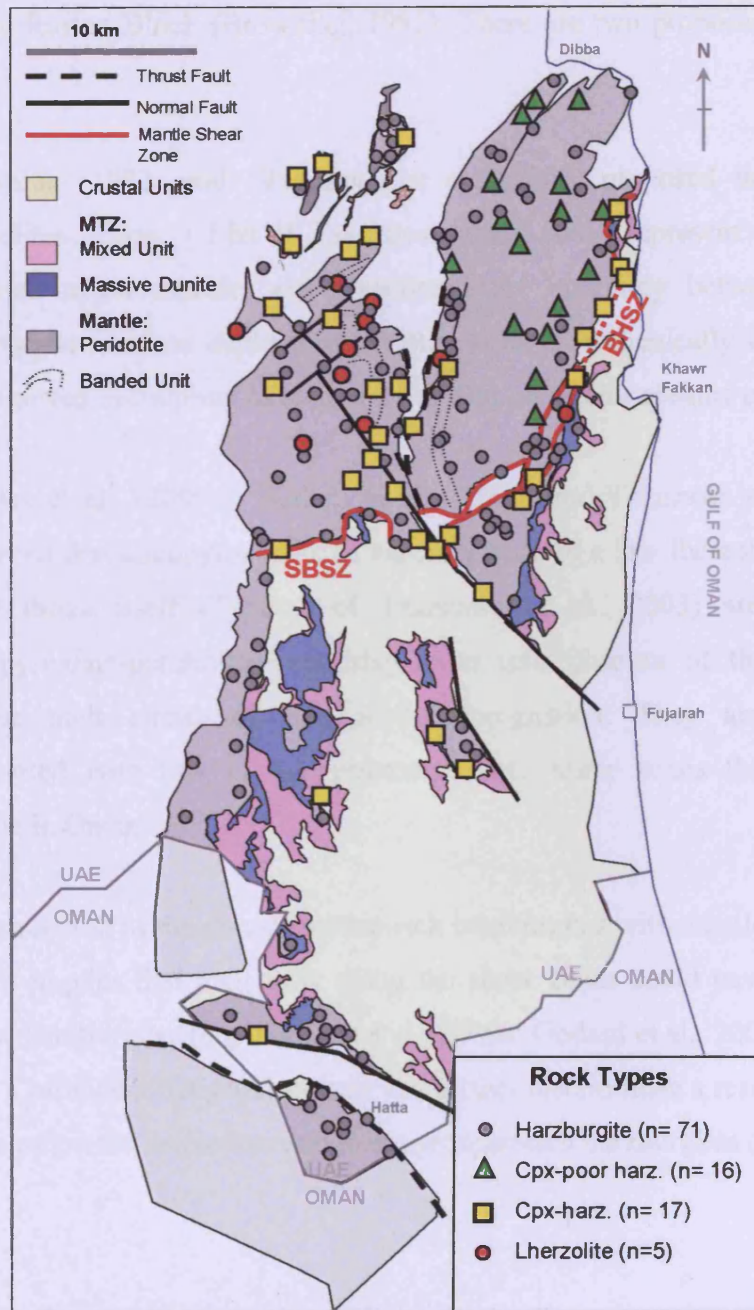 10 km
Thrust Fault
Normal Fault
Mantle Shear
Zone
Crustal Units
MTZ:
Mixed Unit
Massive Dunite
Mantle:
Peridotite
Banded Unit
Dibba
N
BHSZ
Khawr
Fakkan
GULF OF OMAN
SBSZ
Fujairah
UAE
OMAN
UAE
OMAN
Hatta
UAE
OMAN
Rock Types
Harzburgite (n= 71)
Cpx-poor harz. (n= 16)
Cpx-harz. (n= 17)
Lherzolite (n=5)